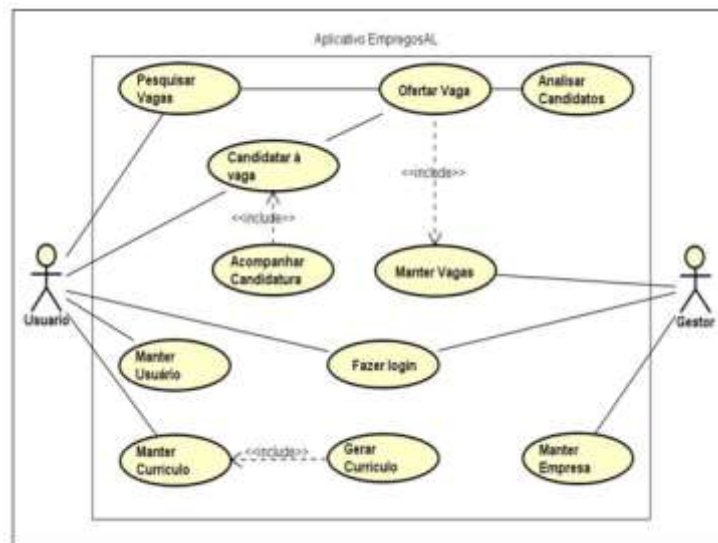 Aplicativo EmpregosAL
Pesquisar
Vagas
Ofertar Vaga
Analisar
Candidatos
Candidatar à
vaga
<<include>>
<<include>>
Acompanhar
Candidatura
Manter Vagas
Usuario
Gestor
Manter
Usuário
Fazer login
Manter
Curriculo
<<include>>
Gerar
Curriculo
Manter
Empresa